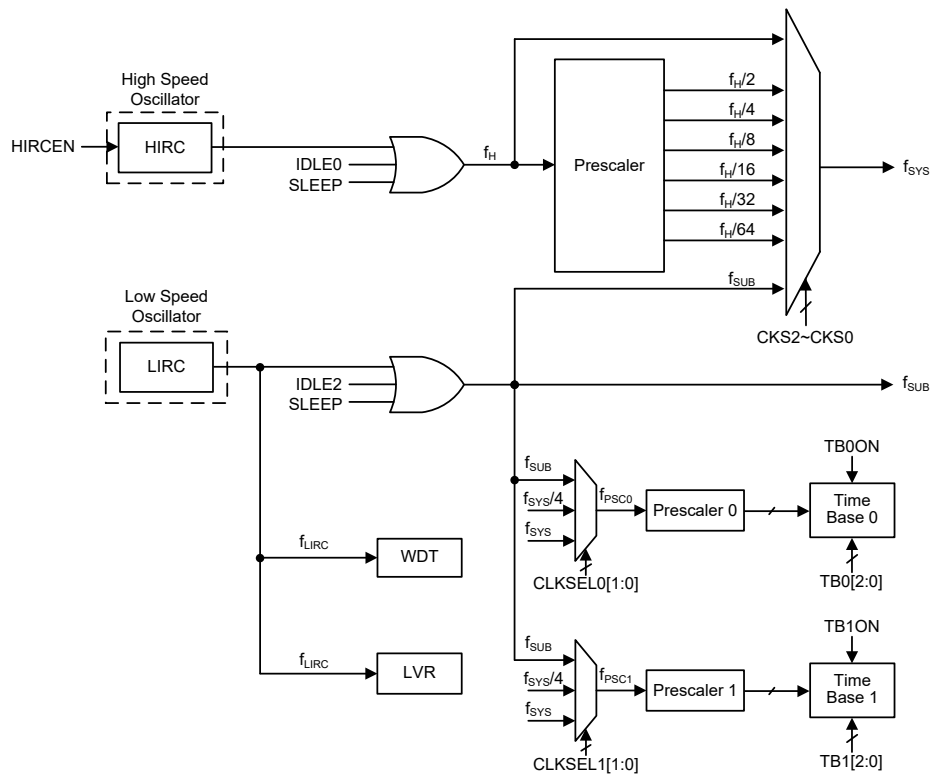 High Speed
Oscillator
HIRCEN
HIRC
IDLE0
SLEEP
fH
Prescaler
fH/2
fH/4
fH/8
fH/16
fH/32
fH/64
fSUB
fSYS
CKS2~CKS0
Low Speed
Oscillator
LIRC
IDLE2
SLEEP
fSUB
fSUB
fSYS/4
fSYS
fPSC0
CLKSEL0[1:0]
Prescaler 0
TB0ON
Time
Base 0
TB0[2:0]
fLIRC
WDT
fLIRC
LVR
fSUB
fSYS/4
fSYS
fPSC1
CLKSEL1[1:0]
Prescaler 1
TB1ON
Time
Base 1
TB1[2:0]